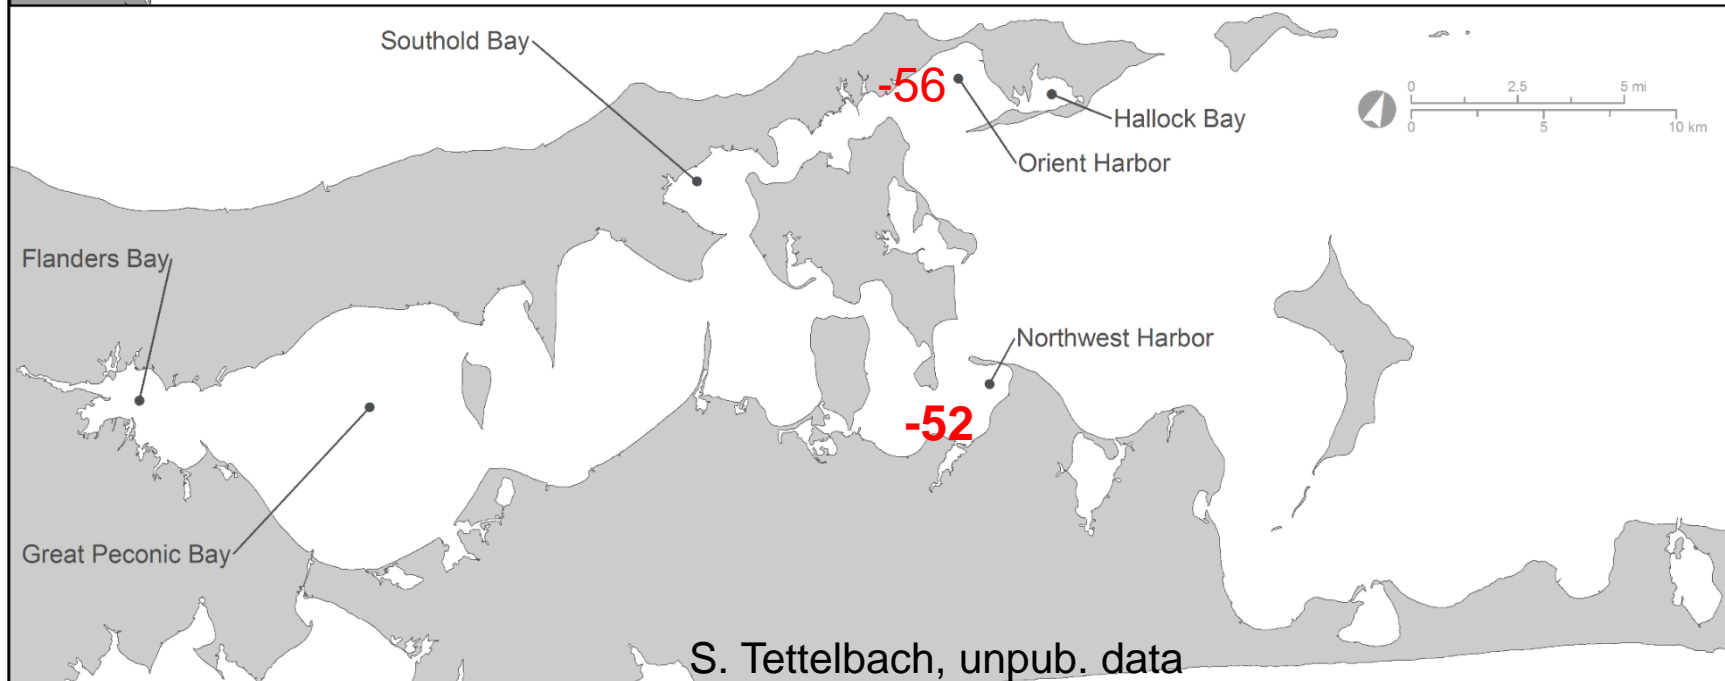 Southold Bay
-56
0 2.5 5 mi
0 5 10 km
Hallock Bay
Orient Harbor
Flanders Bay
Northwest Harbor
-52
Great Peconic Bay
S. Tettelbach, unpub. data